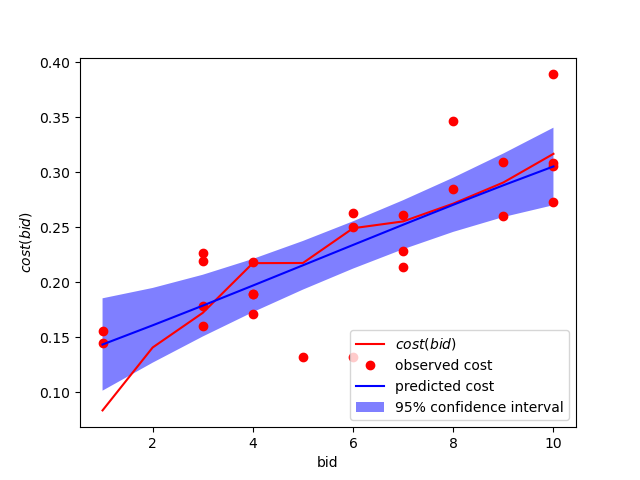 0.40
0.35
0.30
0.25
0.20
0.15
0.10
cost(bid)
cost(bid)
observed cost
predicted cost
95% confidence interval
2
4
6
8
10
bid